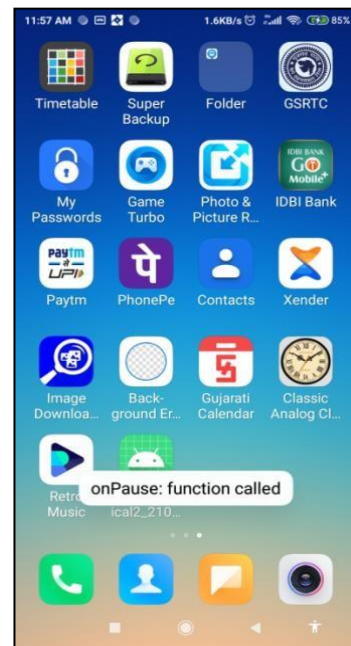 11:57 AM
1.6KB/s
85%
Timetable
Super
Backup
Folder
GSRTC
My
Passwords
Game
Turbo
Photo &
Picture R...
IDBI BANK
GO
Mobile+
IDBI Bank
Paytm
से
UPI
Paytm
पे
PhonePe
Contacts
Xender
Image
Downloa...
Back-
ground Er...
Gujarati
Calendar
Classic
Analog Cl...
Retro
Music
ical2_210...
onPause: function called